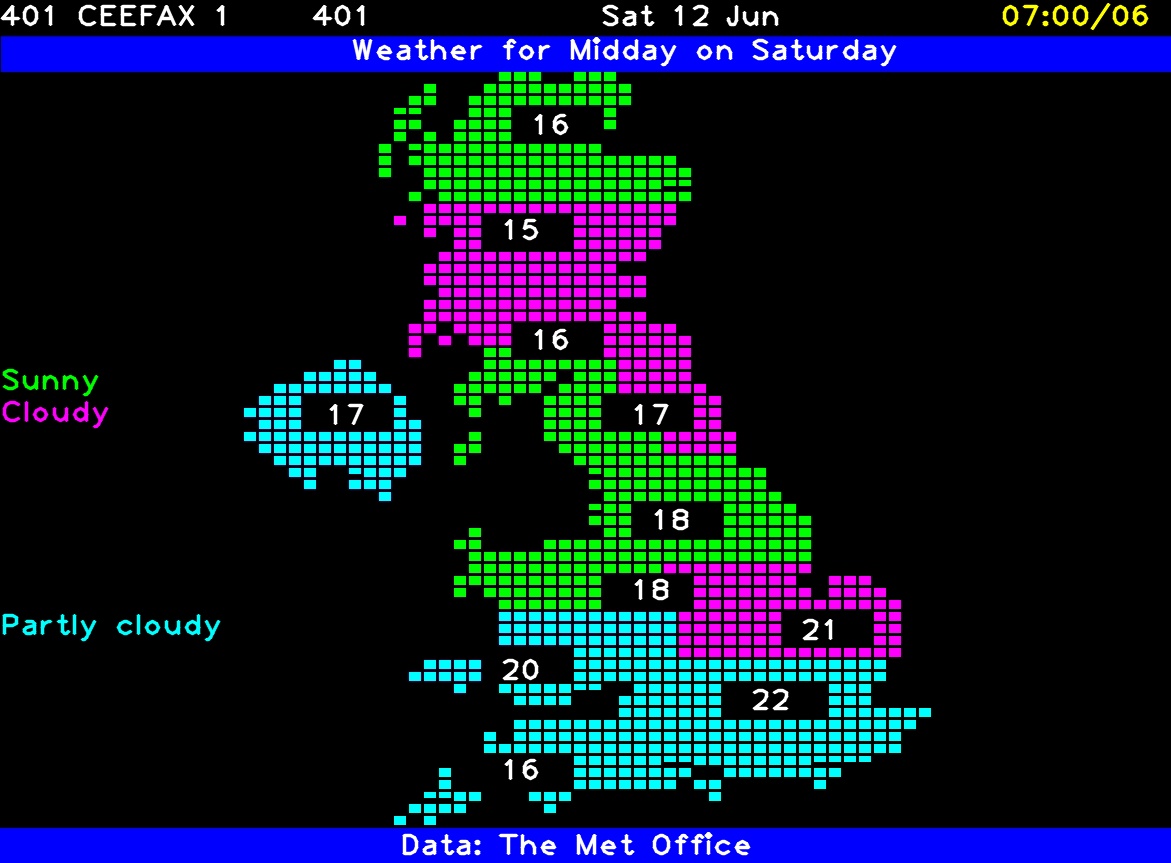 401 CEEFAX 1 401 Sat 12 Jun 07:00/06
Weather for Midday on Saturday
16
15
16
Sunny
Cloudy
17 17
18
18
Partly cloudy
21
20
22
16
Data: The Met Office